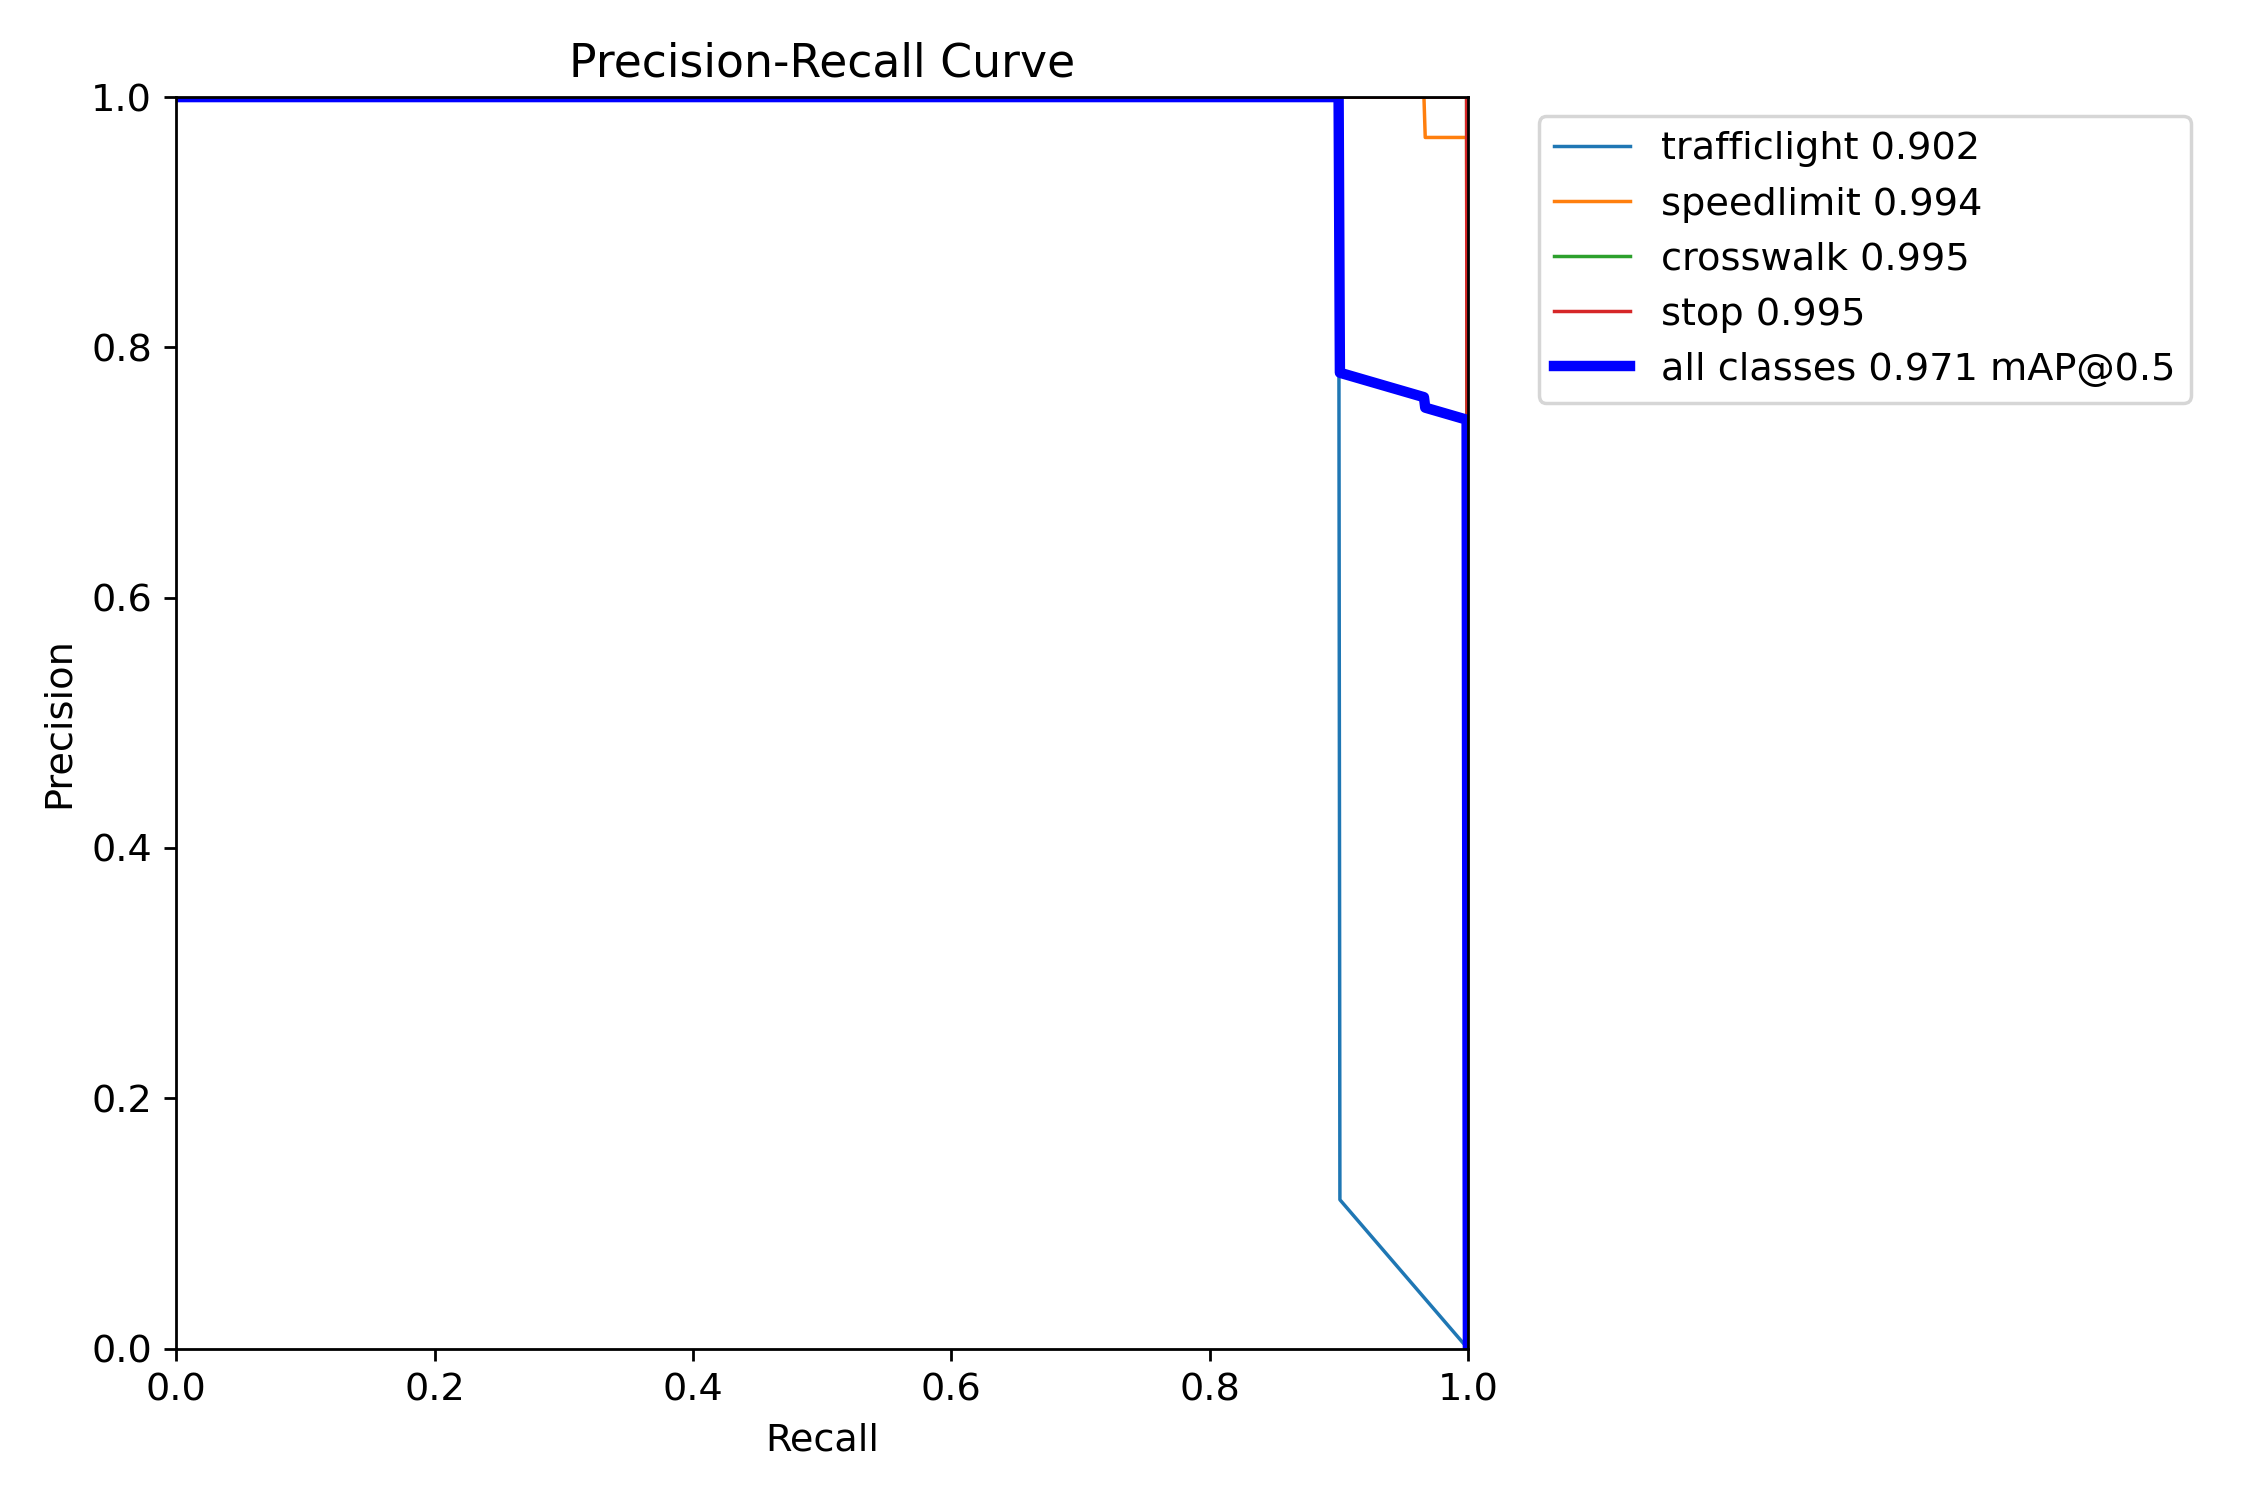 Precision-Recall Curve
1.0
0.8
0.6
0.4
0.2
0.0
Precision
0.0 0.2 0.4 0.6 0.8 1.0
Recall
trafficlight 0.902
speedlimit 0.994
crosswalk 0.995
stop 0.995
all classes 0.971 mAP@0.5